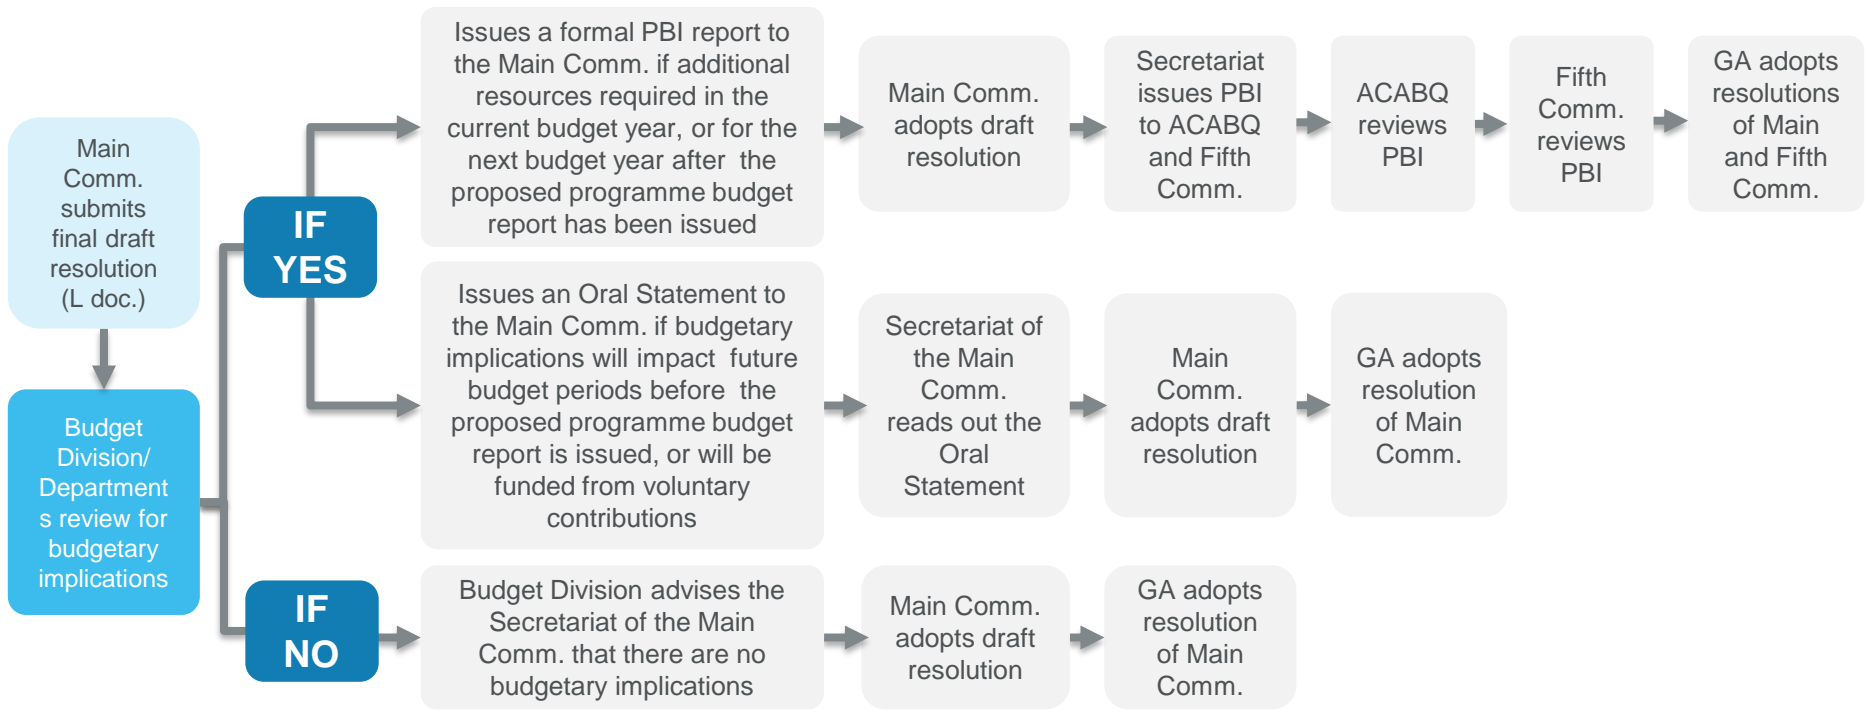 Main
Comm.
submits
final draft
resolution
(L doc.)
Budget
Division/
Department
s review for
budgetary
implications
IF
YES
Issues a formal PBI report to
the Main Comm. if additional
resources required in the
current budget year, or for the
next budget year after the
proposed programme budget
report has been issued
Main Comm.
adopts draft
resolution
Secretariat
issues PBI
to ACABQ
and Fifth
Comm.
ACABQ
reviews
PBI
Fifth
Comm.
reviews
PBI
GA adopts
resolutions
of Main
and Fifth
Comm.
Issues an Oral Statement to
the Main Comm. if budgetary
implications will impact future
budget periods before the
proposed programme budget
report is issued, or will be
funded from voluntary
contributions
Secretariat of
the Main
Comm.
reads out the
Oral
Statement
Main
Comm.
adopts draft
resolution
GA adopts
resolution
of Main
Comm.
IF
NO
Budget Division advises the
Secretariat of the Main
Comm. that there are no
budgetary implications
Main Comm.
adopts draft
resolution
GA adopts
resolution
of Main
Comm.